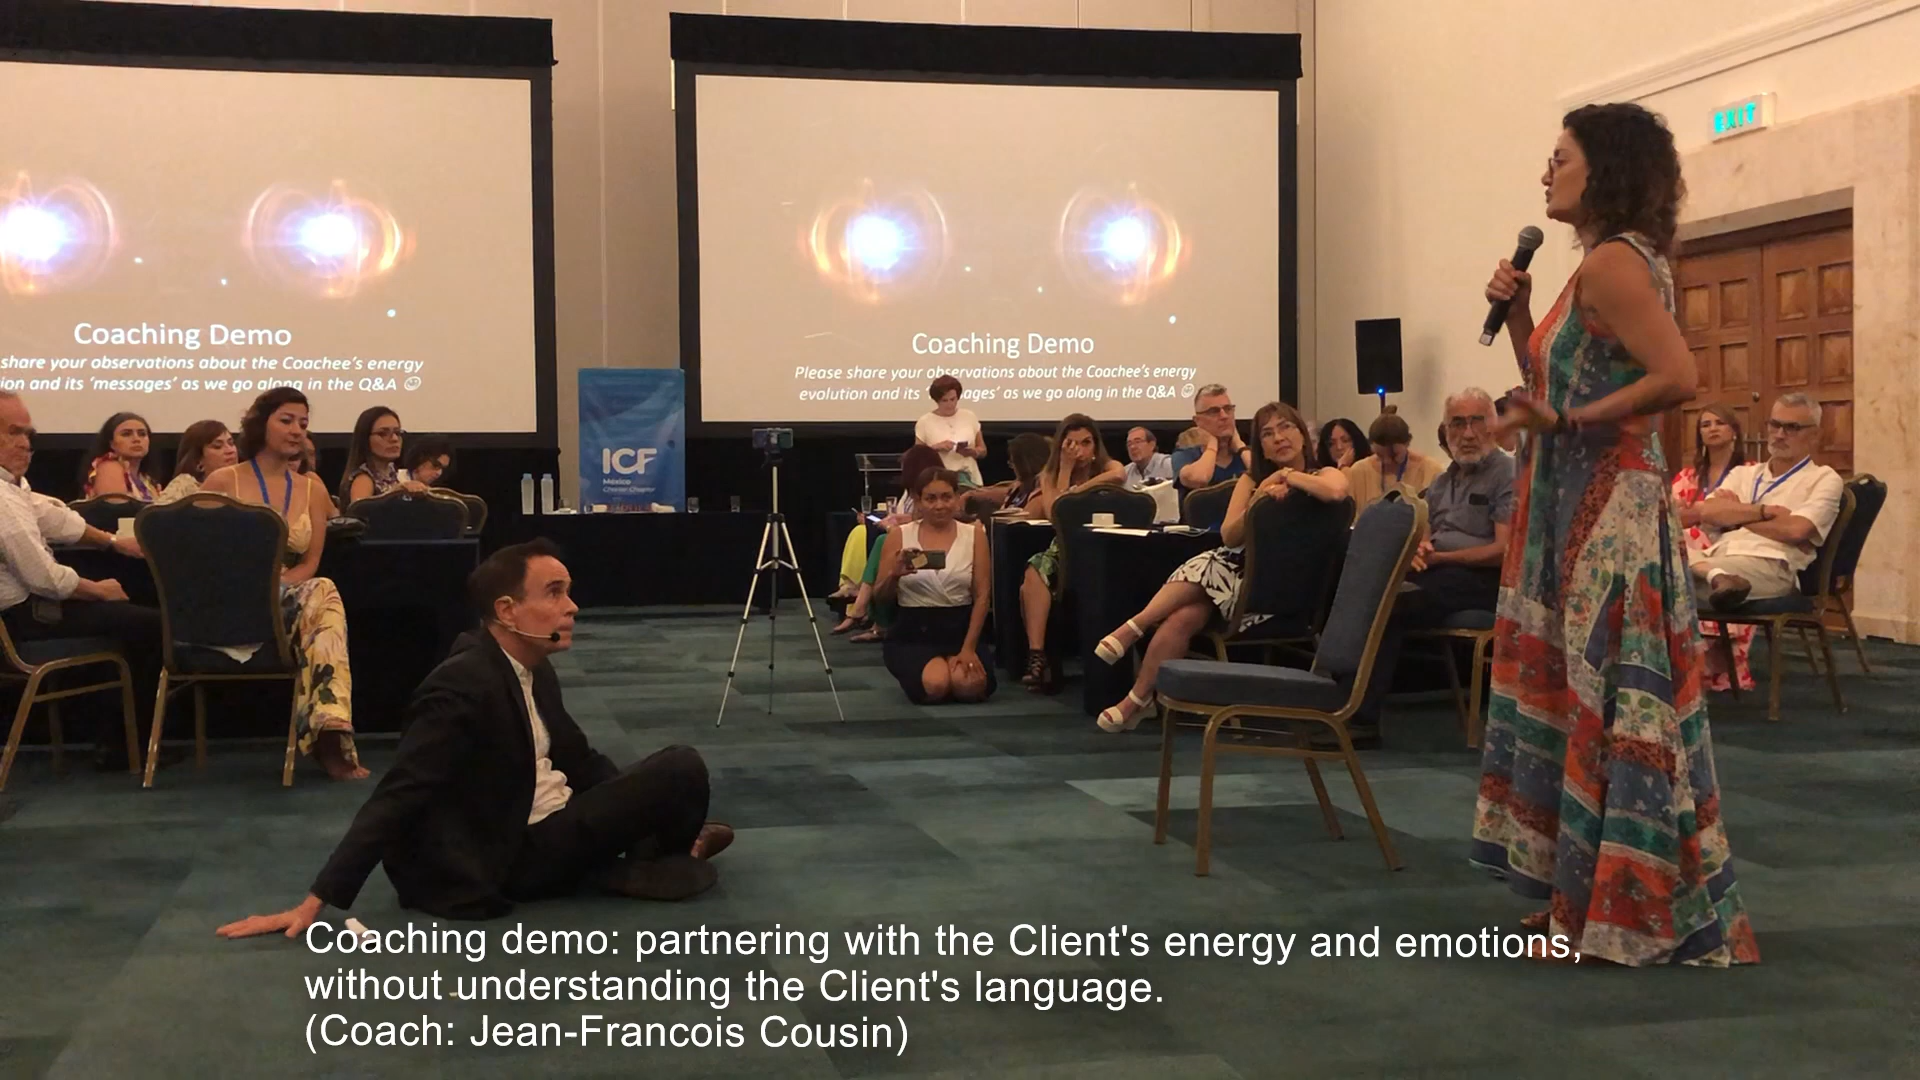 Coaching Demo
share your observations about the Coachee's energy
ion and its 'messages' as we go along in the Q&A ☺
Coaching Demo
Please share your observations about the Coachee's energy
evolution and its ' ages' as we go along in the Q&A ☺
EXIT
ICF
México
Charter Chapter
Coaching demo: partnering with the Client's energy and emotions,
without understanding the Client's language.
(Coach: Jean-Francois Cousin)